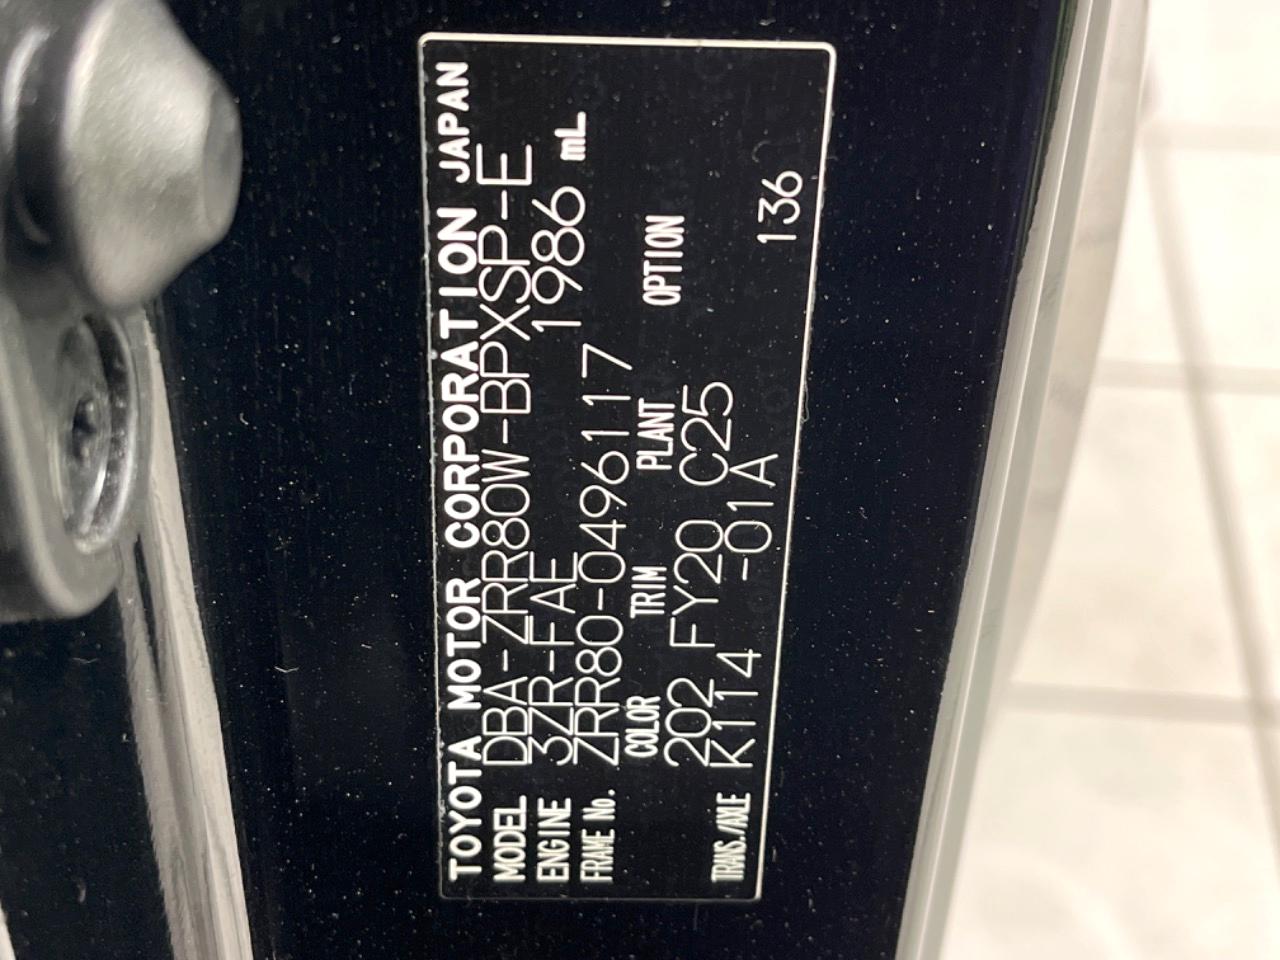 TOYOTA MOTOR CORPORATION JAPAN
MODEL DBA-ZRR80W-BPXSP-E
ENGINE 3ZR-FAE 1986 mL
FRAME No. ZRR80-0496117
COLOR TRIM PLANT OPTION
202 FY20 C25
TRANS./AXLE K114 -01A 136